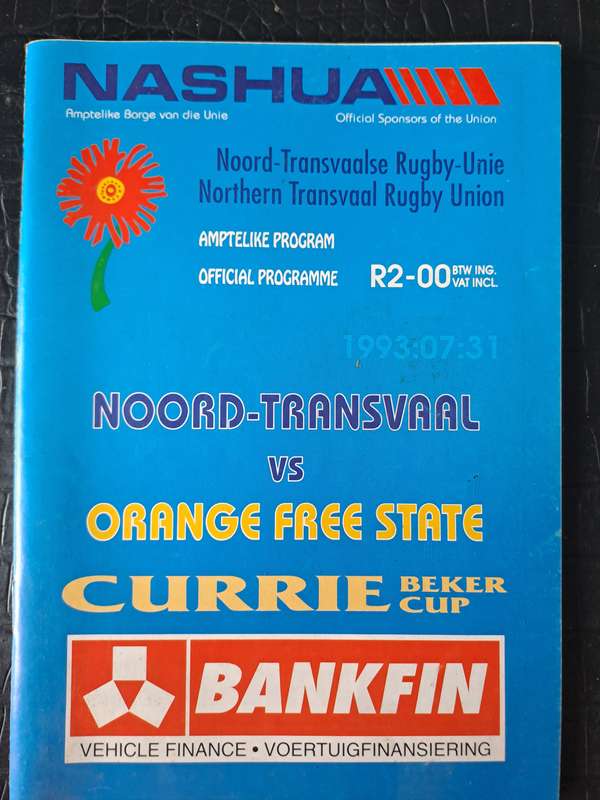 NASHUA
Amptelike Borge van die Unie
Official Sponsors of the Union
Noord-Transvaalse Rugby-Unie
Northern Transvaal Rugby Union
AMPTELIKE PROGRAM
OFFICIAL PROGRAMME R2-00 BTW ING. VAT INCL.
1993:07:31
NOORD-TRANSVAAL
VS
ORANGE FREE STATE
CURRIE BEKER CUP
BANKFIN
VEHICLE FINANCE • VOERTUIGFINANSIERING